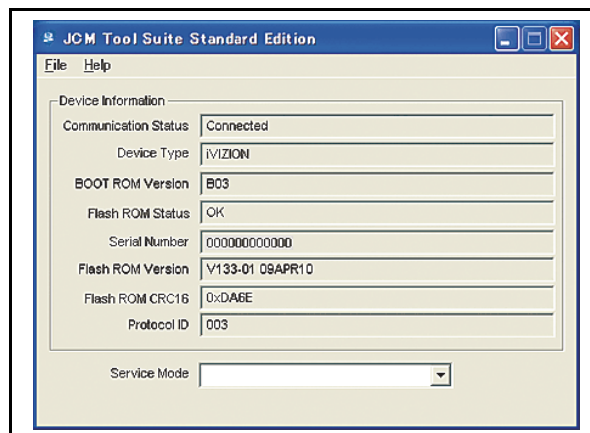 JCM Tool Suite Standard Edition
File Help
Device Information
Communication Status Connected
Device Type iVIZION
BOOT ROM Version B03
Flash ROM Status OK
Serial Number 000000000000
Flash ROM Version V133-01 09APR10
Flash ROM CRC16 0xDA6E
Protocol ID 003
Service Mode